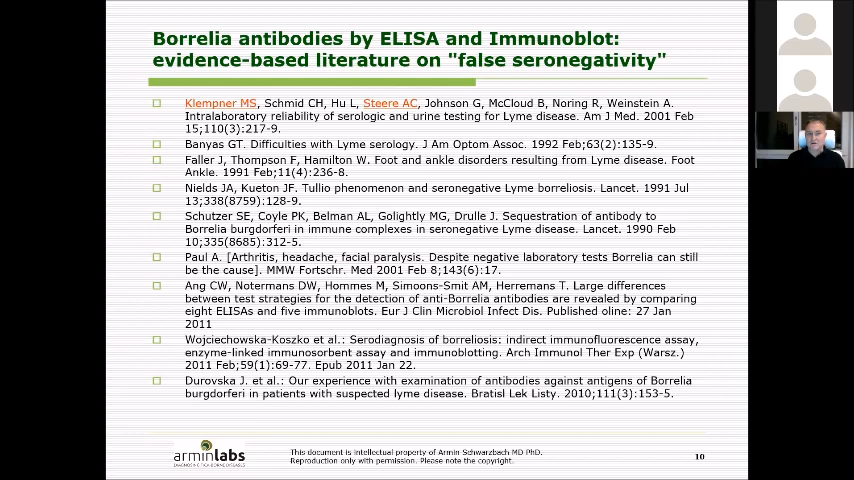 Borrelia antibodies by ELISA and Immunoblot:
evidence-based literature on "false seronegativity"
Klempner MS, Schmid CH, Hu L, Steere AC, Johnson G, McCloud B, Noring R, Weinstein A.
Intralaboratory reliability of serologic and urine testing for Lyme disease. Am J Med. 2001 Feb
15;110(3):217-9.
Banyas GT. Difficulties with Lyme serology. J Am Optom Assoc. 1992 Feb;63(2):135-9.
Faller J, Thompson F, Hamilton W. Foot and ankle disorders resulting from Lyme disease. Foot
Ankle. 1991 Feb;11(4):236-8.
Nields JA, Kueton JF. Tullio phenomenon and seronegative Lyme borreliosis. Lancet. 1991 Jul
13;338(8759):128-9.
Schutzer SE, Coyle PK, Belman AL, Golightly MG, Drulle J. Sequestration of antibody to
Borrelia burgdorferi in immune complexes in seronegative Lyme disease. Lancet. 1990 Feb
10;335(8685):312-5.
Paul A. [Arthritis, headache, facial paralysis. Despite negative laboratory tests Borrelia can still
be the cause]. MMW Fortschr. Med 2001 Feb 8;143(6):17.
Ang CW, Notermans DW, Hommes M, Simoons-Smit AM, Herremans T. Large differences
between test strategies for the detection of anti-Borrelia antibodies are revealed by comparing
eight ELISAs and five immunoblots. Eur J Clin Microbiol Infect Dis. Published oline: 27 Jan
2011
Wojciechowska-Koszko et al.: Serodiagnosis of borreliosis: indirect immunofluorescence assay,
enzyme-linked immunosorbent assay and immunoblotting. Arch Immunol Ther Exp (Warsz.)
2011 Feb;59(1):69-77. Epub 2011 Jan 22.
Durovska J. et al.: Our experience with examination of antibodies against antigens of Borrelia
burgdorferi in patients with suspected lyme disease. Bratisl Lek Listy. 2010;111(3):153-5.
arminlabs
DIAGNOSING TICK-BORNE DISEASES
This document is intellectual property of Armin Schwarzbach MD PhD.
Reproduction only with permission. Please note the copyright.
10